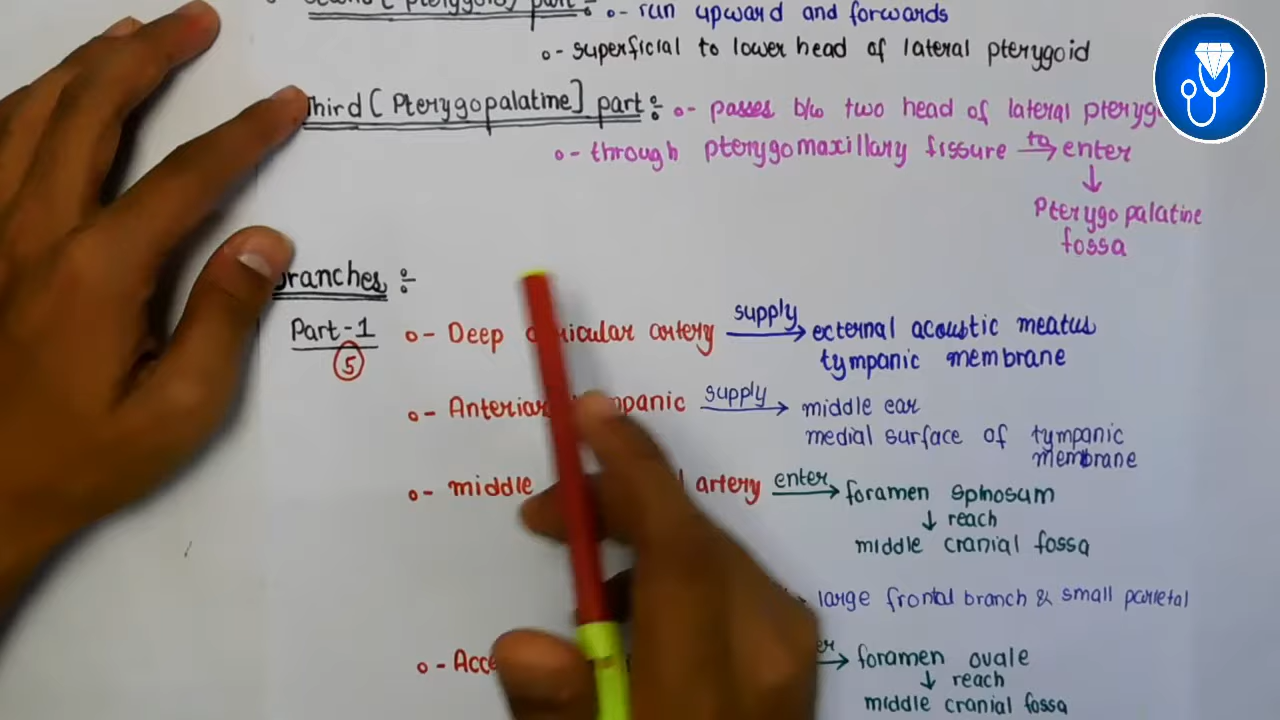 part :
o- run upward and forwards
o- superficial to lower head of lateral pterygoid
Third [Pterygopalatine] part : o- passes b/w two head of lateral
o- through pterygomaxillary fissure to → enter
↓
Pterygopalatine
fossa
Branches :
Part-1 o- Deep artery supply → external acoustic meatus
⑤ tympanic membrane
o- Anterior supply → middle ear
medial surface of tympanic
membrane
o- middle artery enter → foramen spinosum
↓ reach
middle cranial fossa
large frontal branch & small parietal
o- → foramen ovale
↓ reach
middle cranial fossa